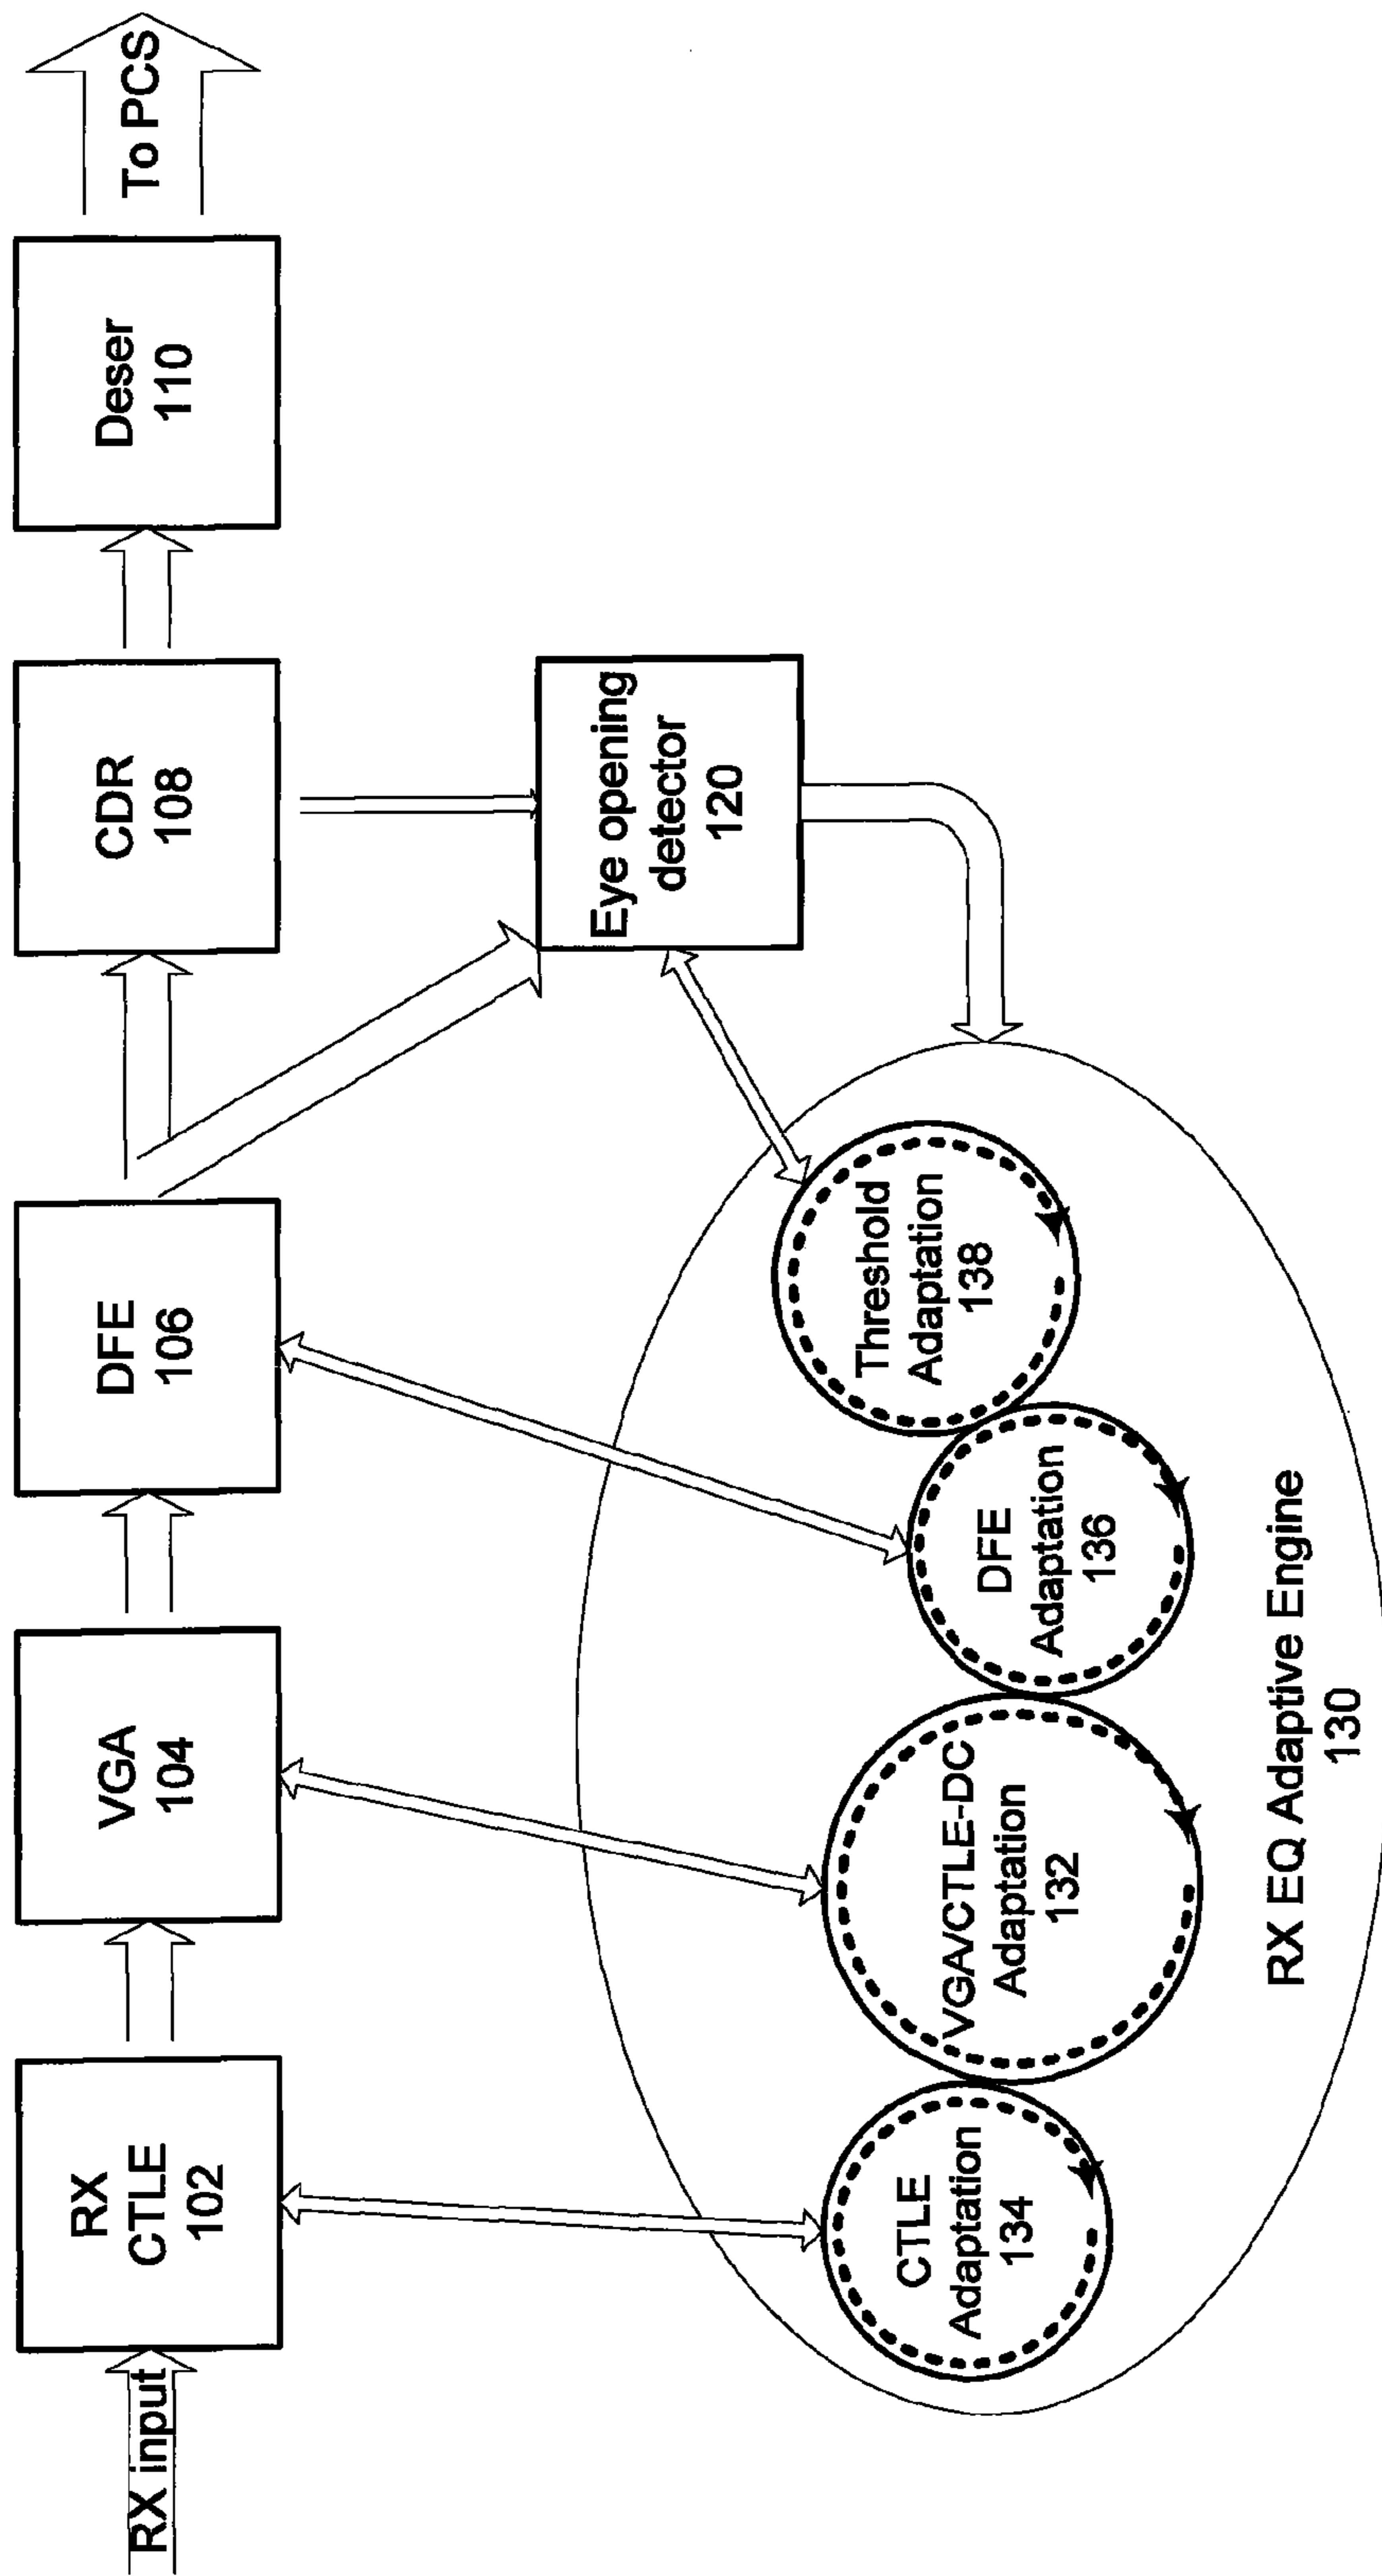 RX input
RX
CTLE
102
VGA
104
DFE
106
CDR
108
Deser
110
To PCS
Eye opening
detector
120
CTLE
Adaptation
134
VGA/CTLE-DC
Adaptation
132
DFE
Adaptation
136
Threshold
Adaptation
138
RX EQ Adaptive Engine
130